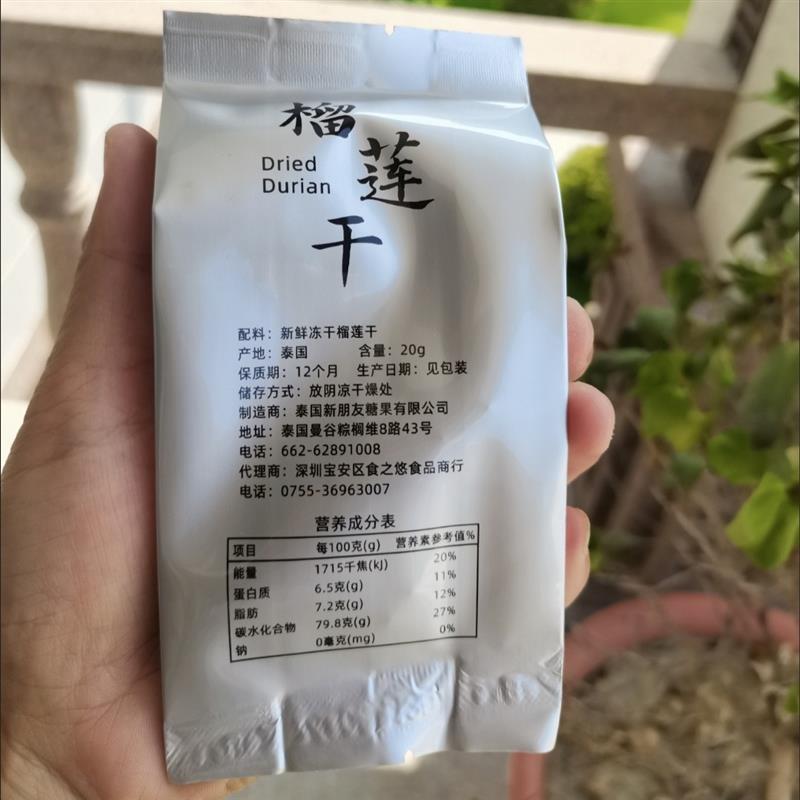 榴莲干
Dried
Durian
配料：新鲜冻干榴莲干
产地：泰国 含量：20g
保质期：12个月 生产日期：见包装
储存方式：放阴凉干燥处
制造商：泰国新朋友糖果有限公司
地址：泰国曼谷粽榈维8路43号
电话：662-62891008
代理商：深圳宝安区食之悠食品商行
电话：0755-36963007
营养成分表
项目 每100克(g) 营养素参考值%
能量 1715千焦(kJ) 20%
蛋白质 6.5克(g) 11%
脂肪 7.2克(g) 12%
碳水化合物 79.8克(g) 27%
钠 0毫克(mg) 0%